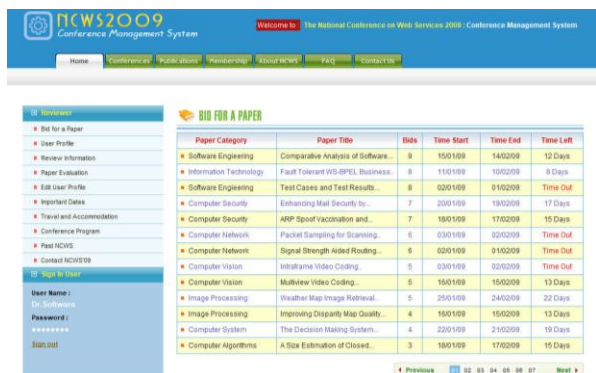 NCWS2009
Conference Management System
Welcome to The National Conference on Web Services 2009 : Conference Management System
Home Conferences Publications Membership About NCWS FAQ Contact Us
Reviewer
Bid for a Paper
User Profile
Review Information
Paper Evaluation
Edit User Profile
Important Dates
Travel and Accommodation
Conference Program
Past NCWS
Contact NCWS'09
Sign In User
User Name :
Dr. Software
Password :
********
Sign out
BID FOR A PAPER
Paper Category Paper Title Bids Time Start Time End Time Left
Software Engieering Comparative Analysis of Software... 9 15/01/09 14/02/09 12 Days
Information Technology Fault Tolerant WS-BPEL Business.. 8 11/01/09 10/02/09 8 Days
Software Engieering Test Cases and Test Results... 8 02/01/09 01/02/09 Time Out
Computer Security Enhancing Mail Security by... 7 20/01/09 19/02/09 17 Days
Computer Security ARP Spoof Vaccination and... 7 18/01/09 17/02/09 15 Days
Computer Network Packet Sampling for Scanning.. 6 03/01/09 02/02/09 Time Out
Computer Network Signal Strength Aided Routing... 6 02/01/09 01/02/09 Time Out
Computer Vision Intraframe Video Coding.. 5 03/01/09 02/02/09 Time Out
Computer Vision Multiview Video Coding... 5 16/01/09 15/02/09 13 Days
Image Processing Weather Map Image Retrieval.. 5 25/01/09 24/02/09 22 Days
Image Processing Improving Disparity Map Quality... 4 16/01/09 15/02/09 13 Days
Computer System The Decision Making System... 4 22/01/09 21/02/09 19 Days
Computer Algorithms A Size Estimation of Closed... 3 18/01/09 17/02/09 15 Days
Previous 01 02 03 04 05 06 07 Next